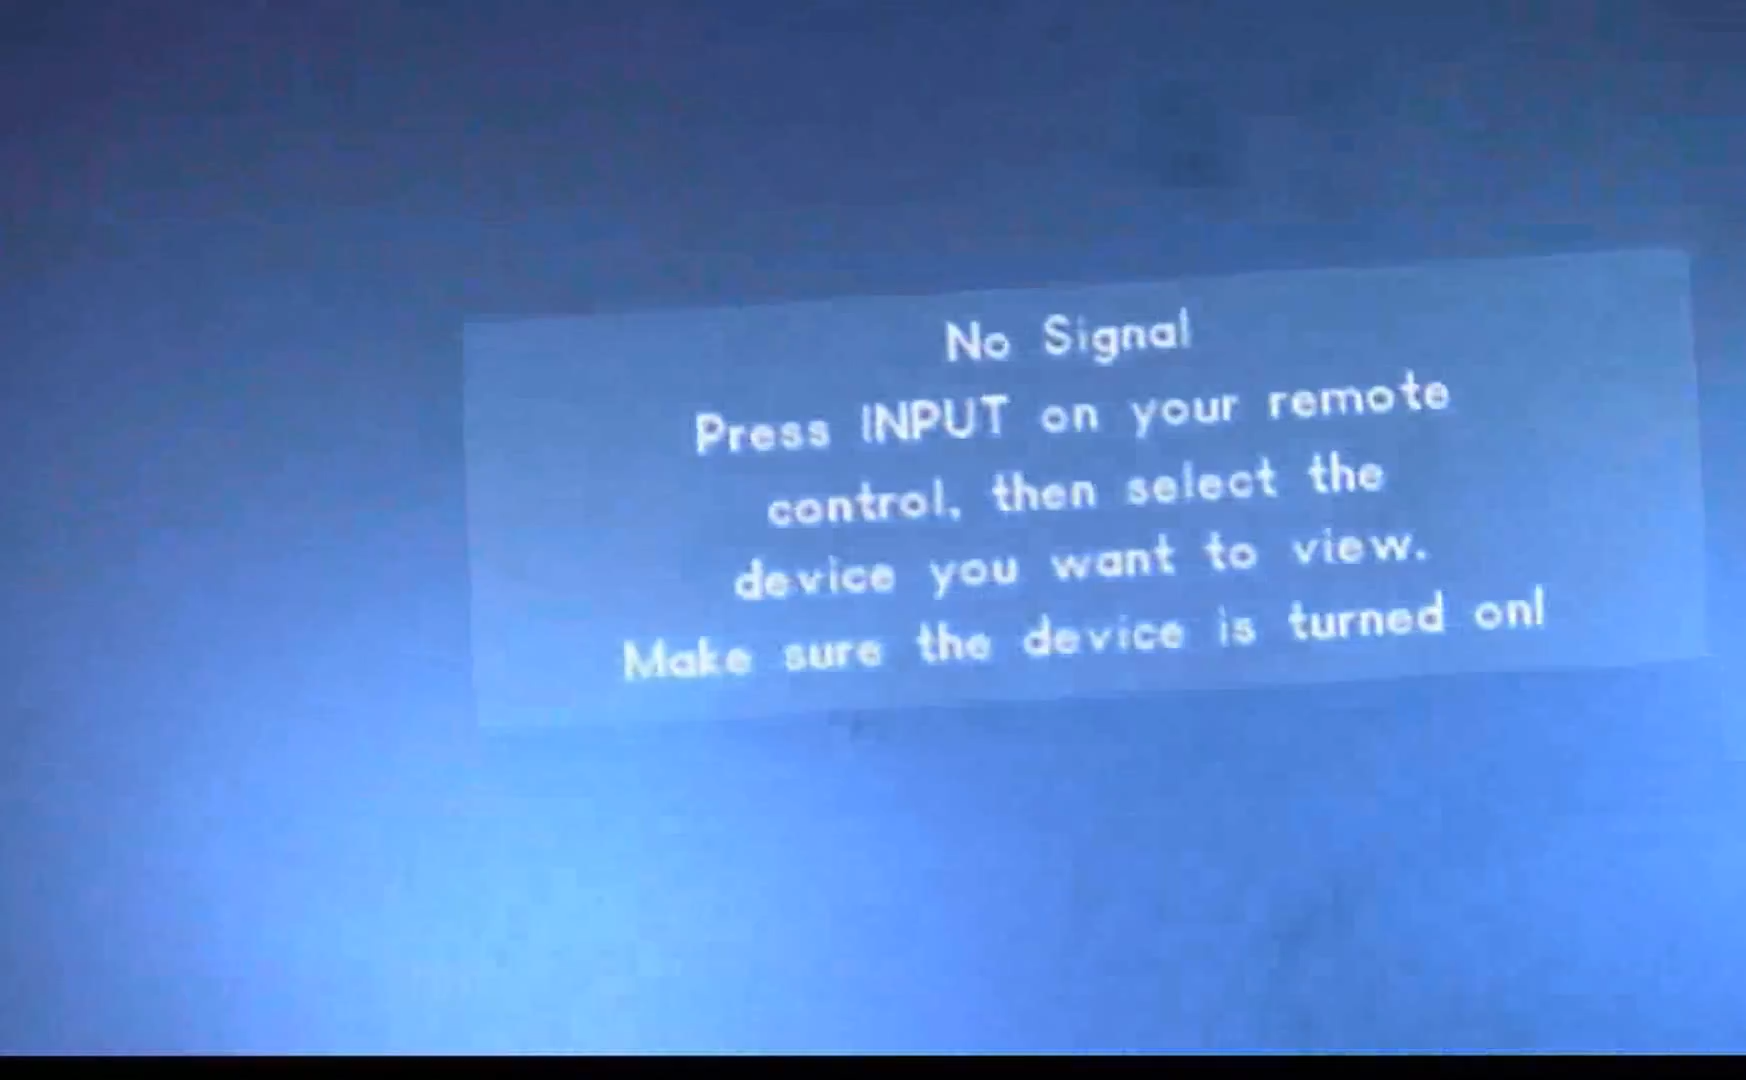 No Signal
Press INPUT on your remote
control, then select the
device you want to view.
Make sure the device is turned on!